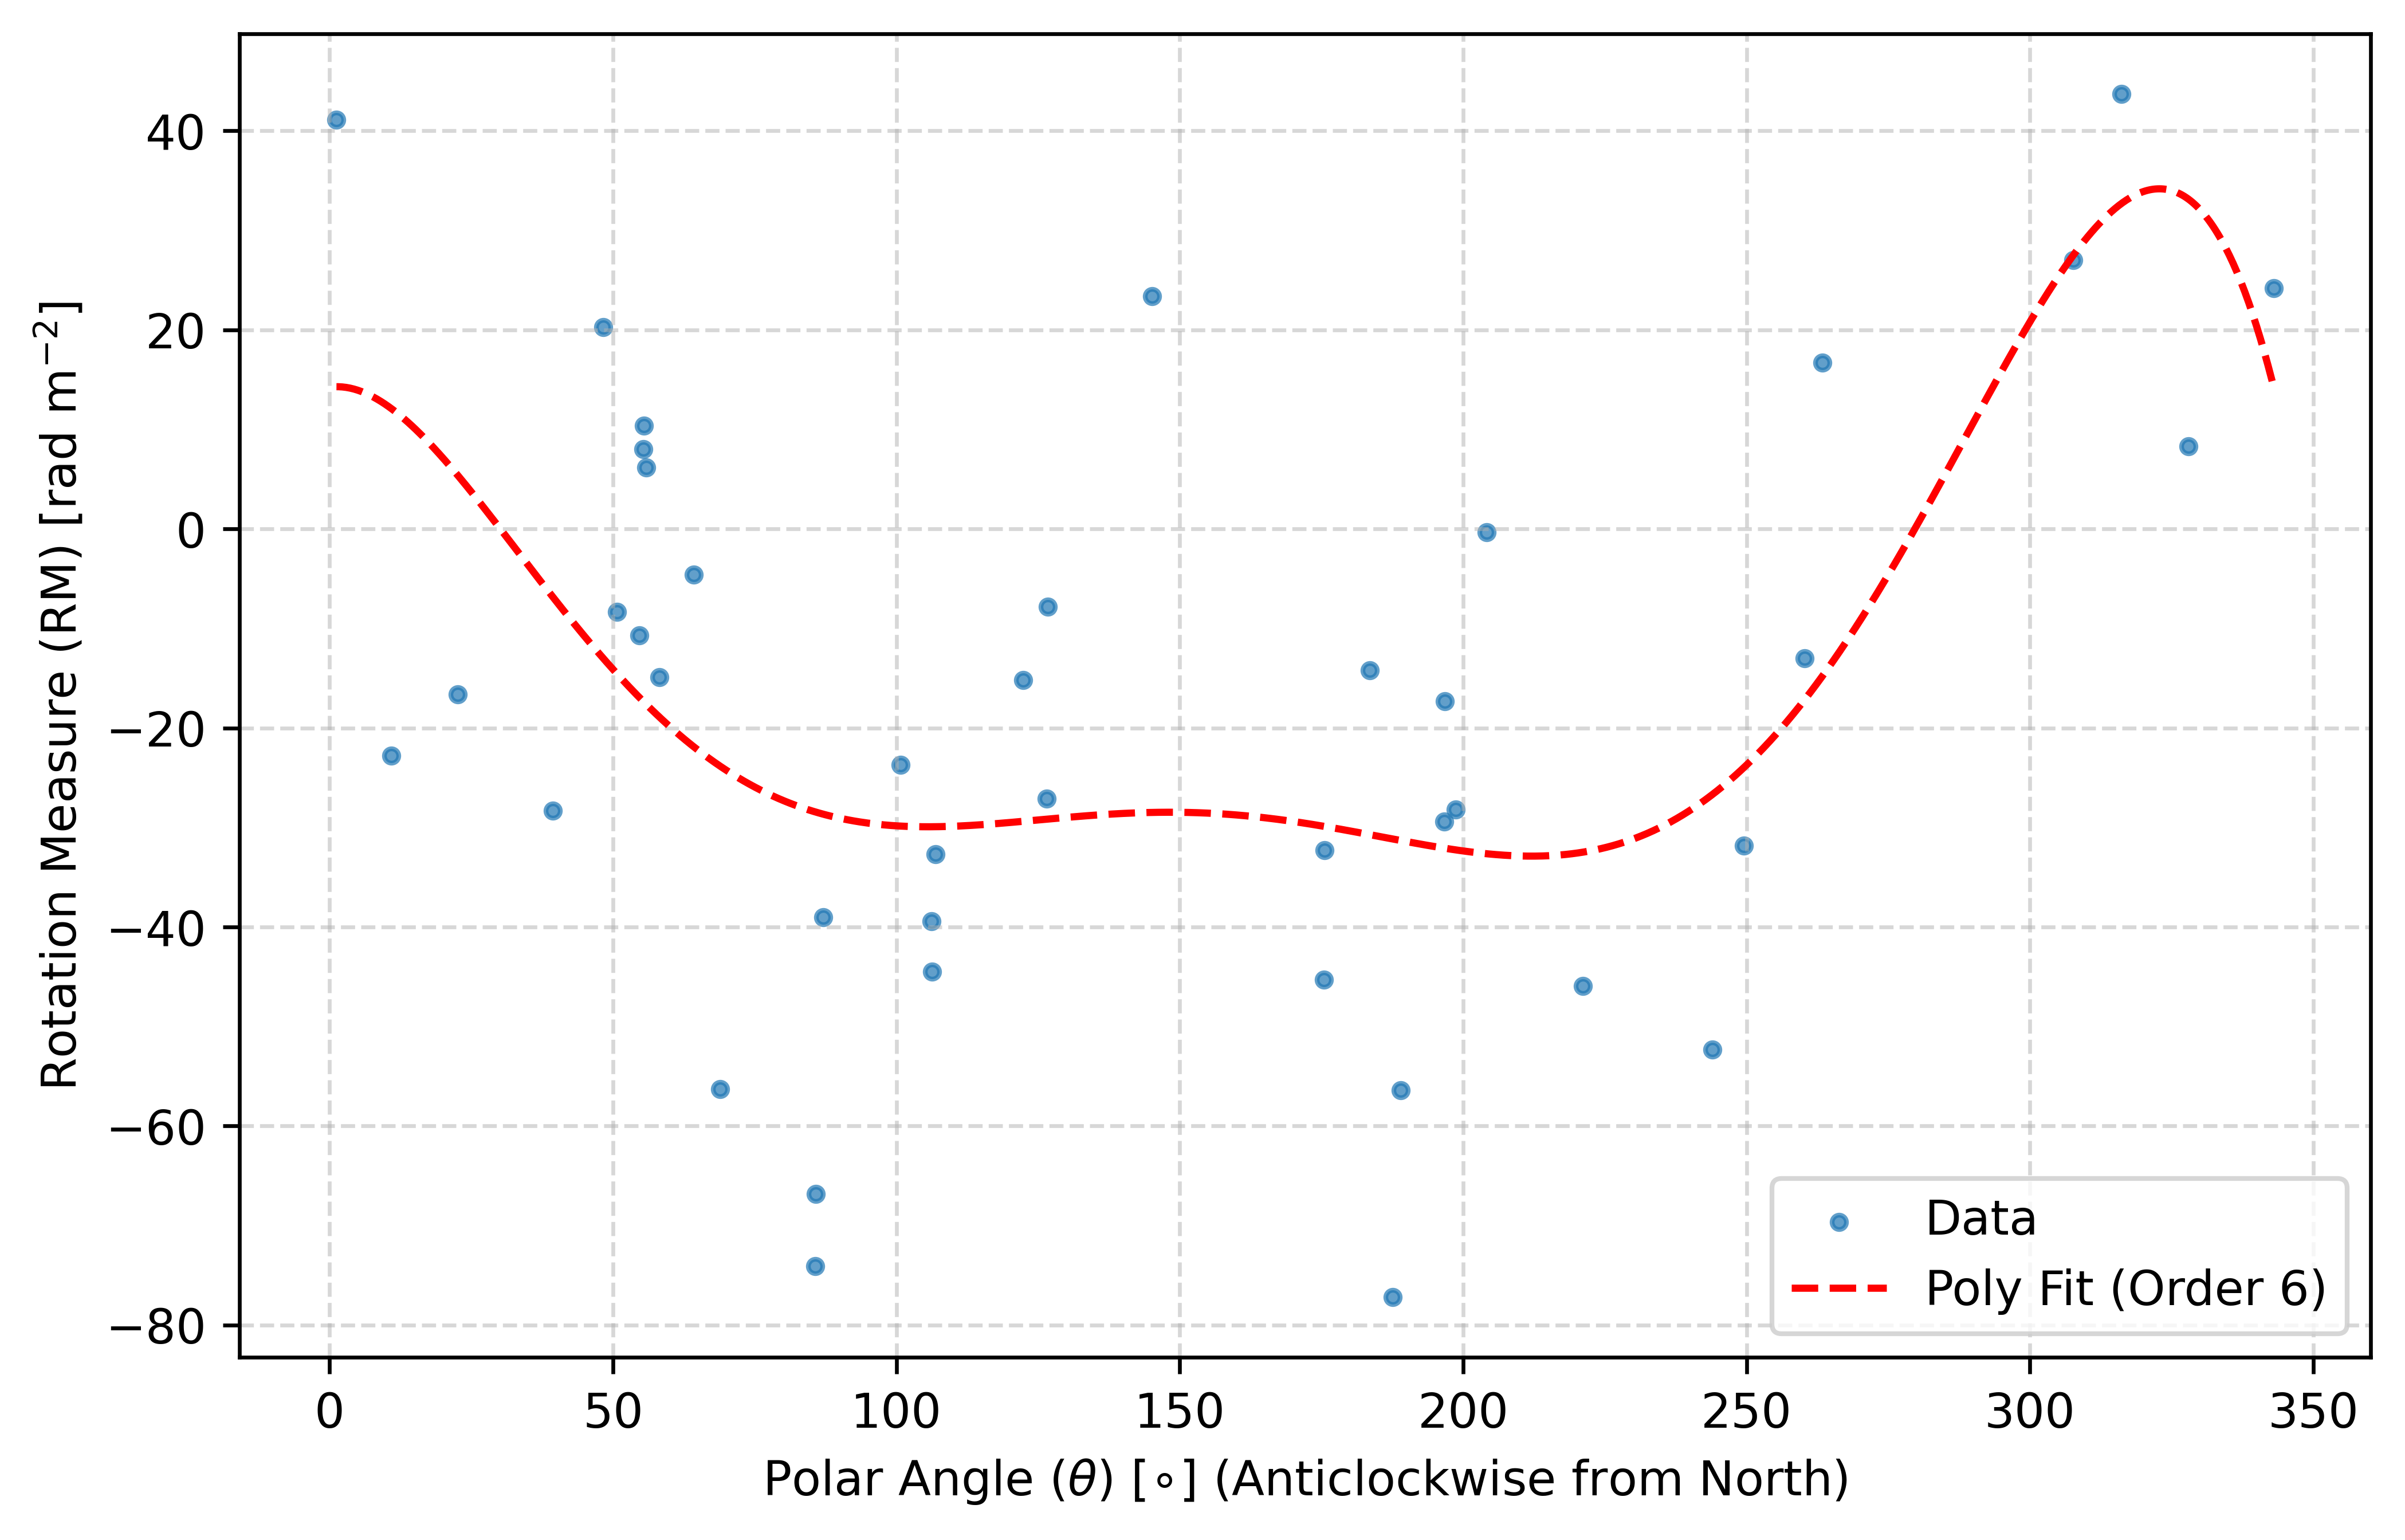 Rotation Measure (RM) [rad m⁻²]
40
20
0
−20
−40
−60
−80
0 50 100 150 200 250 300 350
Polar Angle (θ) [∘] (Anticlockwise from North)
Data
Poly Fit (Order 6)